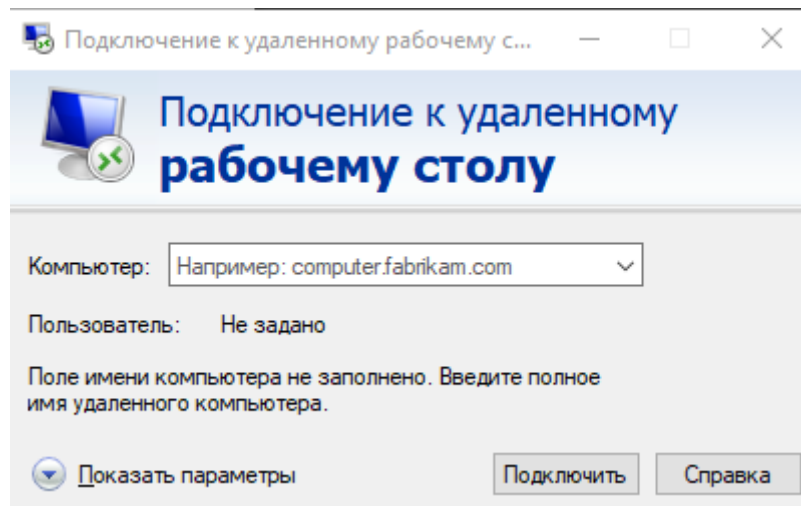 Подключение к удаленному рабочему с...
Подключение к удаленному
рабочему столу
Компьютер: Например: computer.fabrikam.com
Пользователь: Не задано
Поле имени компьютера не заполнено. Введите полное
имя удаленного компьютера.
Показать параметры Подключить Справка